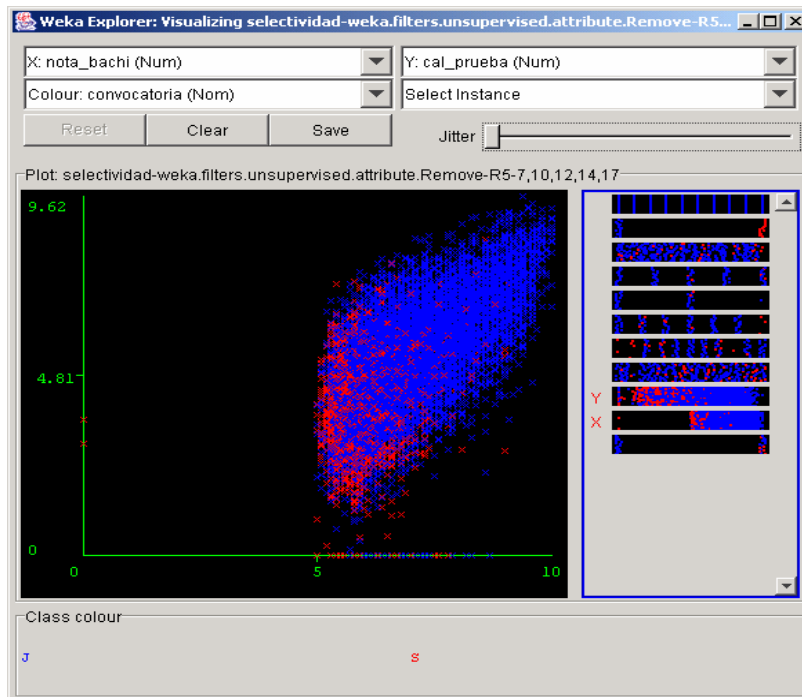 Weka Explorer: Visualizing selectividad-weka.filters.unsupervised.attribute.Remove-R5...
X: nota_bachi (Num)
Y: cal_prueba (Num)
Colour: convocatoria (Nom)
Select Instance
Reset
Clear
Save
Jitter
Plot: selectividad-weka.filters.unsupervised.attribute.Remove-R5-7,10,12,14,17
9.62
4.81
0
0
5
10
Y
X
Class colour
J
S